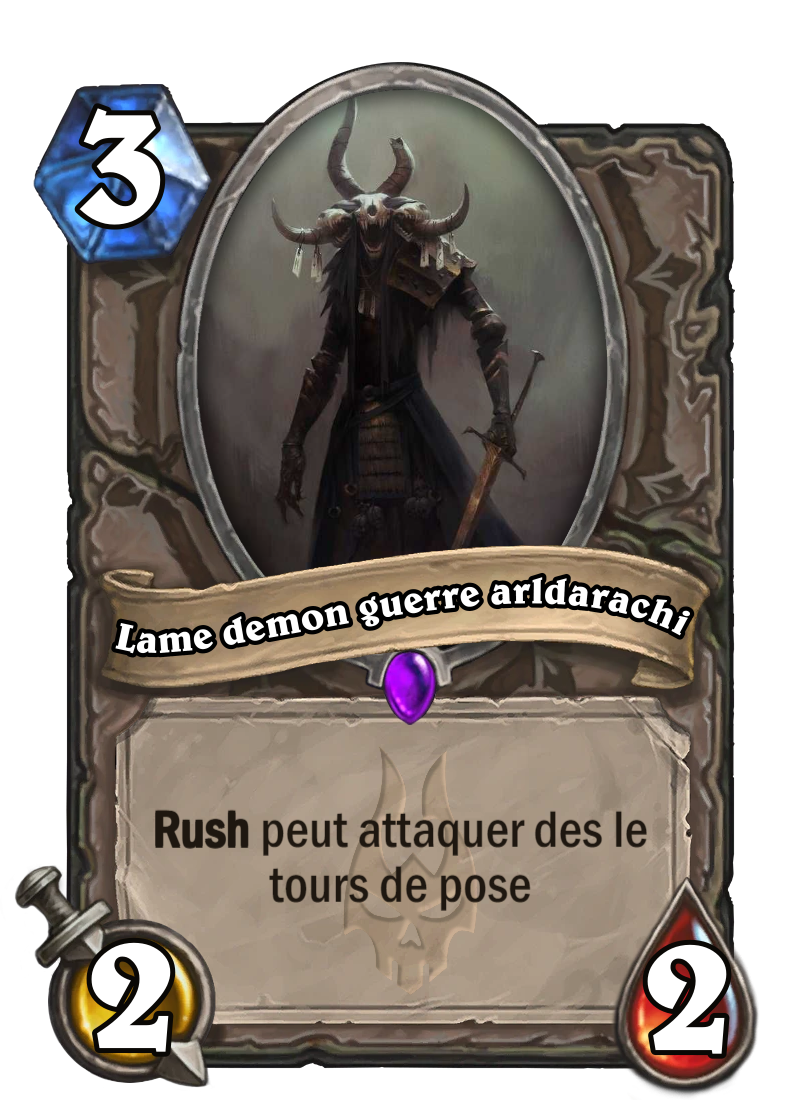 3
Lame demon guerre arldarachi
Rush peut attaquer des le
tours de pose
2
2